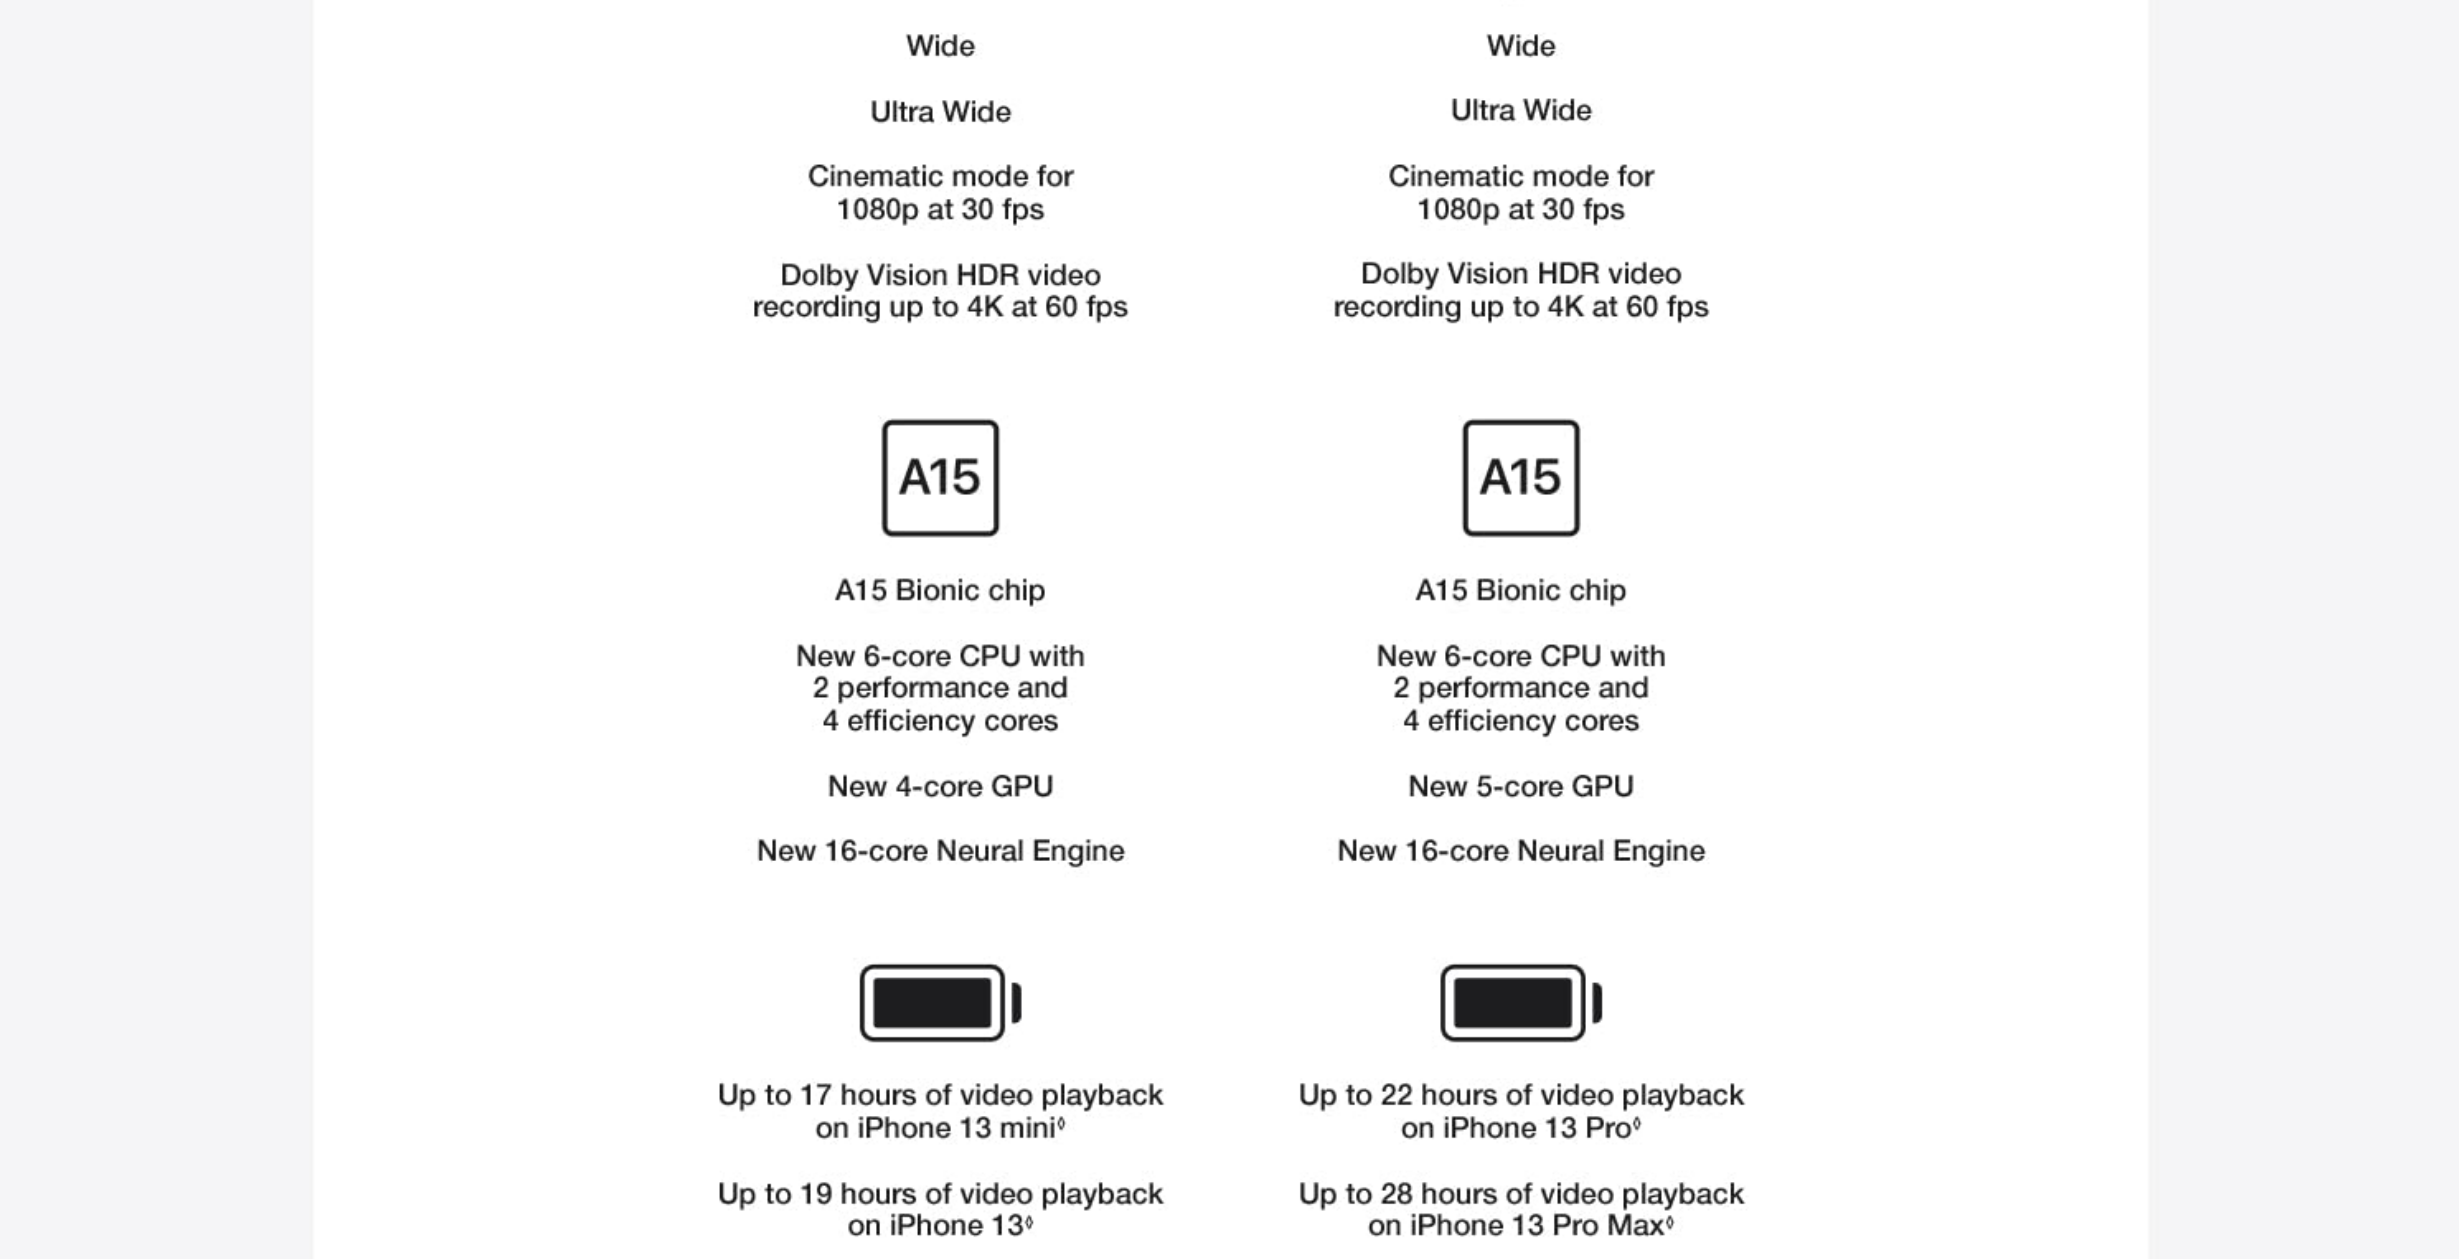 Wide
Ultra Wide
Cinematic mode for
1080p at 30 fps
Dolby Vision HDR video
recording up to 4K at 60 fps
A15
A15 Bionic chip
New 6-core CPU with
2 performance and
4 efficiency cores
New 4-core GPU
New 16-core Neural Engine
Up to 17 hours of video playback
on iPhone 13 mini◊
Up to 19 hours of video playback
on iPhone 13◊
Wide
Ultra Wide
Cinematic mode for
1080p at 30 fps
Dolby Vision HDR video
recording up to 4K at 60 fps
A15
A15 Bionic chip
New 6-core CPU with
2 performance and
4 efficiency cores
New 5-core GPU
New 16-core Neural Engine
Up to 22 hours of video playback
on iPhone 13 Pro◊
Up to 28 hours of video playback
on iPhone 13 Pro Max◊